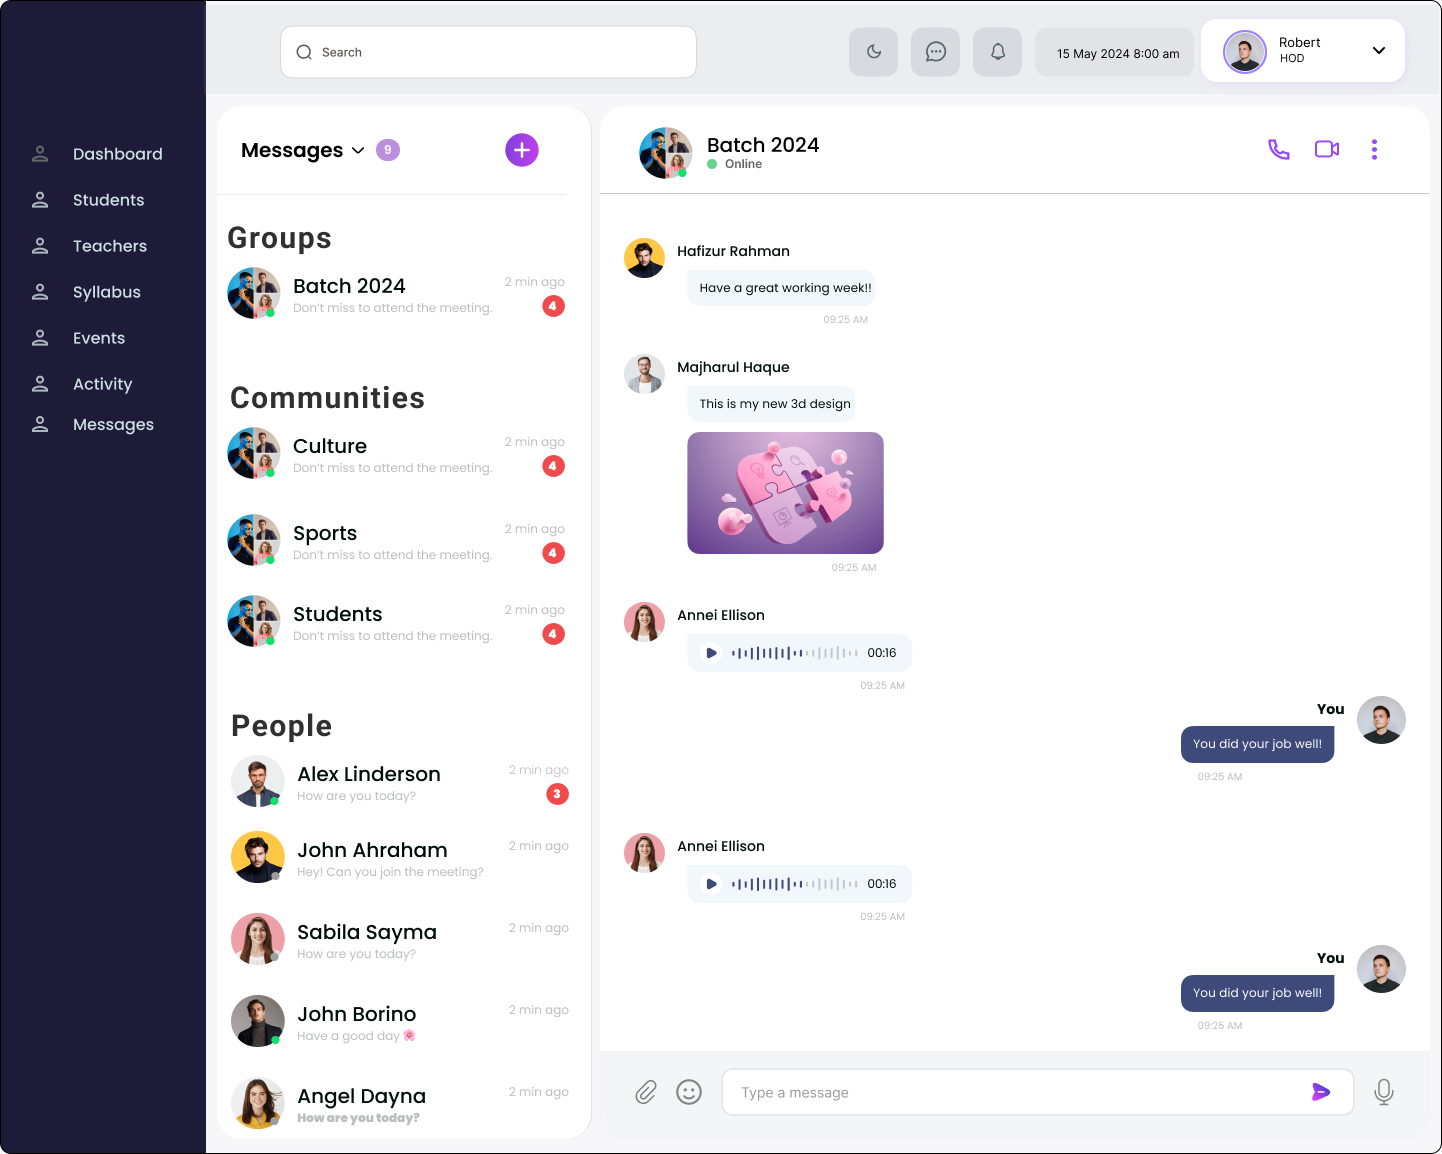 Search
15 May 2024 8:00 am
Robert
HOD
Dashboard
Students
Teachers
Syllabus
Events
Activity
Messages
Messages
9
Groups
Batch 2024
2 min ago
Don't miss to attend the meeting.
4
Communities
Culture
2 min ago
Don't miss to attend the meeting.
4
Sports
2 min ago
Don't miss to attend the meeting.
4
Students
2 min ago
Don't miss to attend the meeting.
4
People
Alex Linderson
2 min ago
How are you today?
3
John Ahraham
2 min ago
Hey! Can you join the meeting?
Sabila Sayma
2 min ago
How are you today?
John Borino
2 min ago
Have a good day 🌸
Angel Dayna
2 min ago
How are you today?
Batch 2024
Online
Hafizur Rahman
Have a great working week!!
09:25 AM
Majharul Haque
This is my new 3d design
09:25 AM
Annei Ellison
00:16
09:25 AM
You
You did your job well!
09:25 AM
Annei Ellison
00:16
09:25 AM
You
You did your job well!
09:25 AM
Type a message